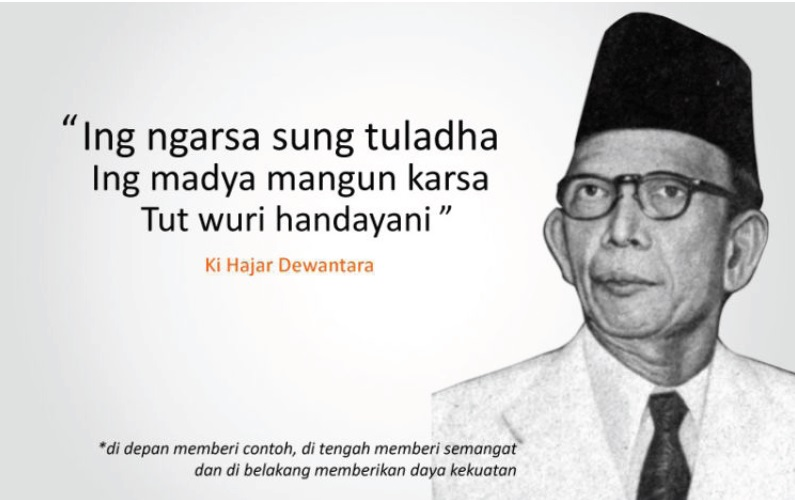 “Ing ngarsa sung tuladha
Ing madya mangun karsa
Tut wuri handayani”
Ki Hajar Dewantara
*di depan memberi contoh, di tengah memberi semangat
dan di belakang memberikan daya kekuatan